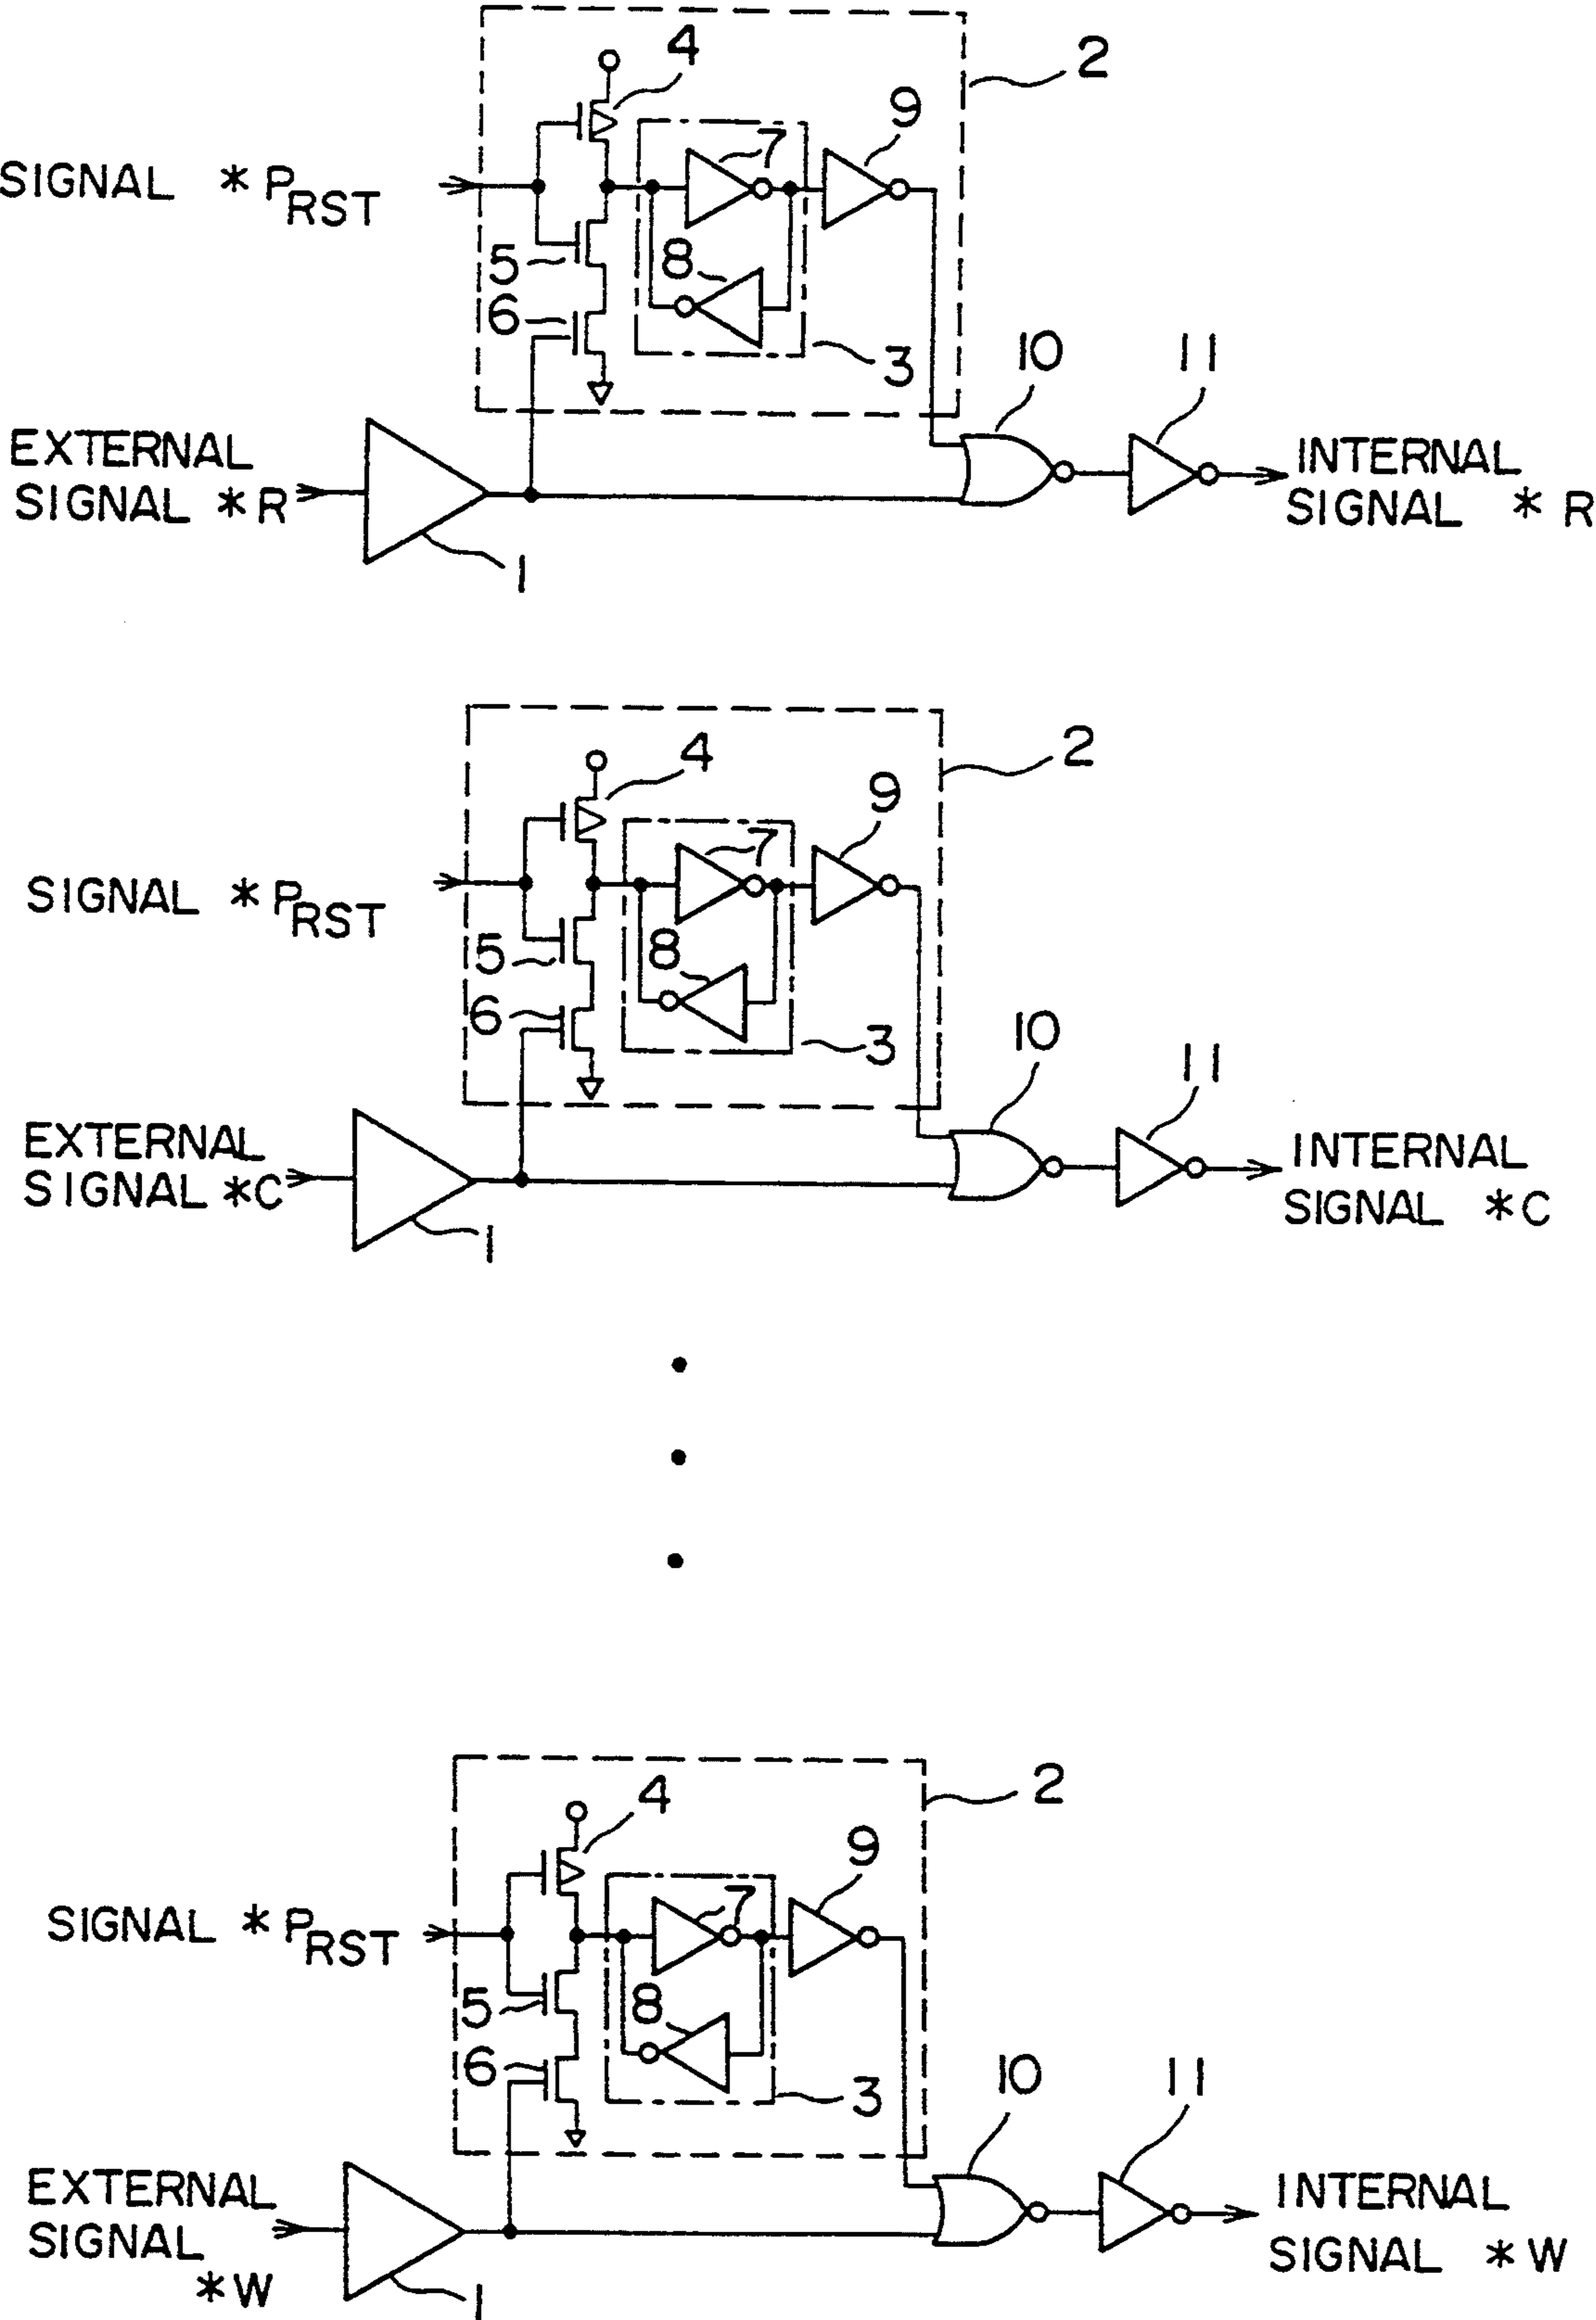 4
2
9
7
SIGNAL *PRST
5
8
6
3
10
11
EXTERNAL
SIGNAL *R
INTERNAL
SIGNAL *R
1
4
2
9
7
SIGNAL *PRST
5
8
6
3
10
11
EXTERNAL
SIGNAL *C
INTERNAL
SIGNAL *C
1
4
2
9
7
SIGNAL *PRST
5
8
6
3
10
11
EXTERNAL
SIGNAL
*W
INTERNAL
SIGNAL *W
1